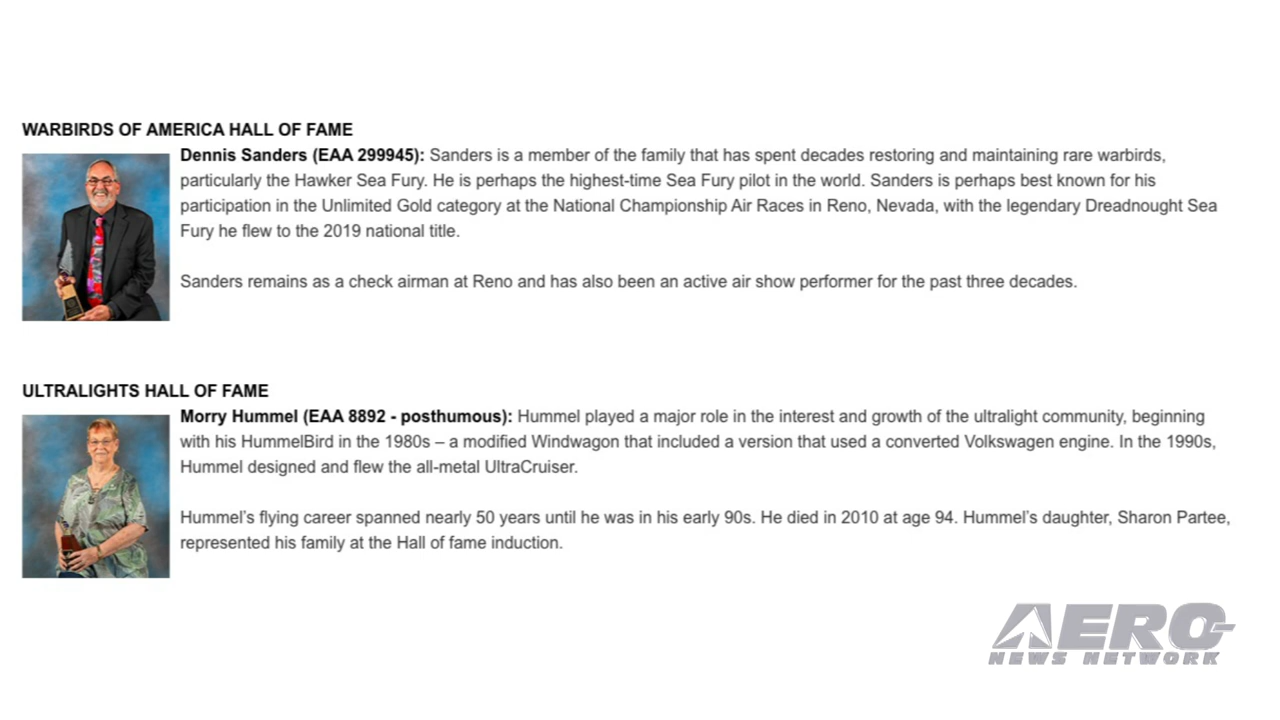 WARBIRDS OF AMERICA HALL OF FAME
Dennis Sanders (EAA 299945): Sanders is a member of the family that has spent decades restoring and maintaining rare warbirds,
particularly the Hawker Sea Fury. He is perhaps the highest-time Sea Fury pilot in the world. Sanders is perhaps best known for his
participation in the Unlimited Gold category at the National Championship Air Races in Reno, Nevada, with the legendary Dreadnought Sea
Fury he flew to the 2019 national title.
Sanders remains as a check airman at Reno and has also been an active air show performer for the past three decades.
ULTRALIGHTS HALL OF FAME
Morry Hummel (EAA 8892 - posthumous): Hummel played a major role in the interest and growth of the ultralight community, beginning
with his HummelBird in the 1980s – a modified Windwagon that included a version that used a converted Volkswagen engine. In the 1990s,
Hummel designed and flew the all-metal UltraCruiser.
Hummel’s flying career spanned nearly 50 years until he was in his early 90s. He died in 2010 at age 94. Hummel’s daughter, Sharon Partee,
represented his family at the Hall of fame induction.
AERO-
NEWS NETWORK